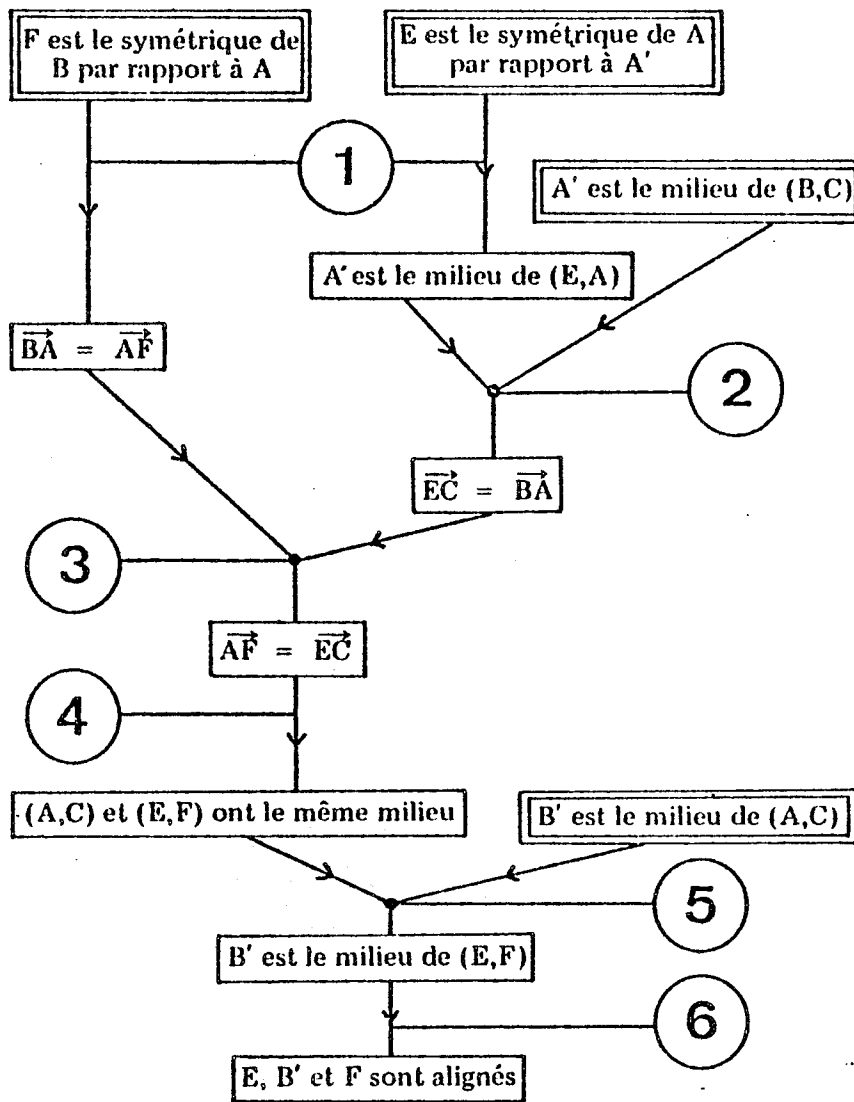 F est le symétrique de
B par rapport à A
E est le symétrique de A
par rapport à A'
1
A' est le milieu de (B,C)
A' est le milieu de (E,A)
BA = AF
2
EC = BA
3
AF = EC
4
(A,C) et (E,F) ont le même milieu
B' est le milieu de (A,C)
5
B' est le milieu de (E,F)
6
E, B' et F sont alignés